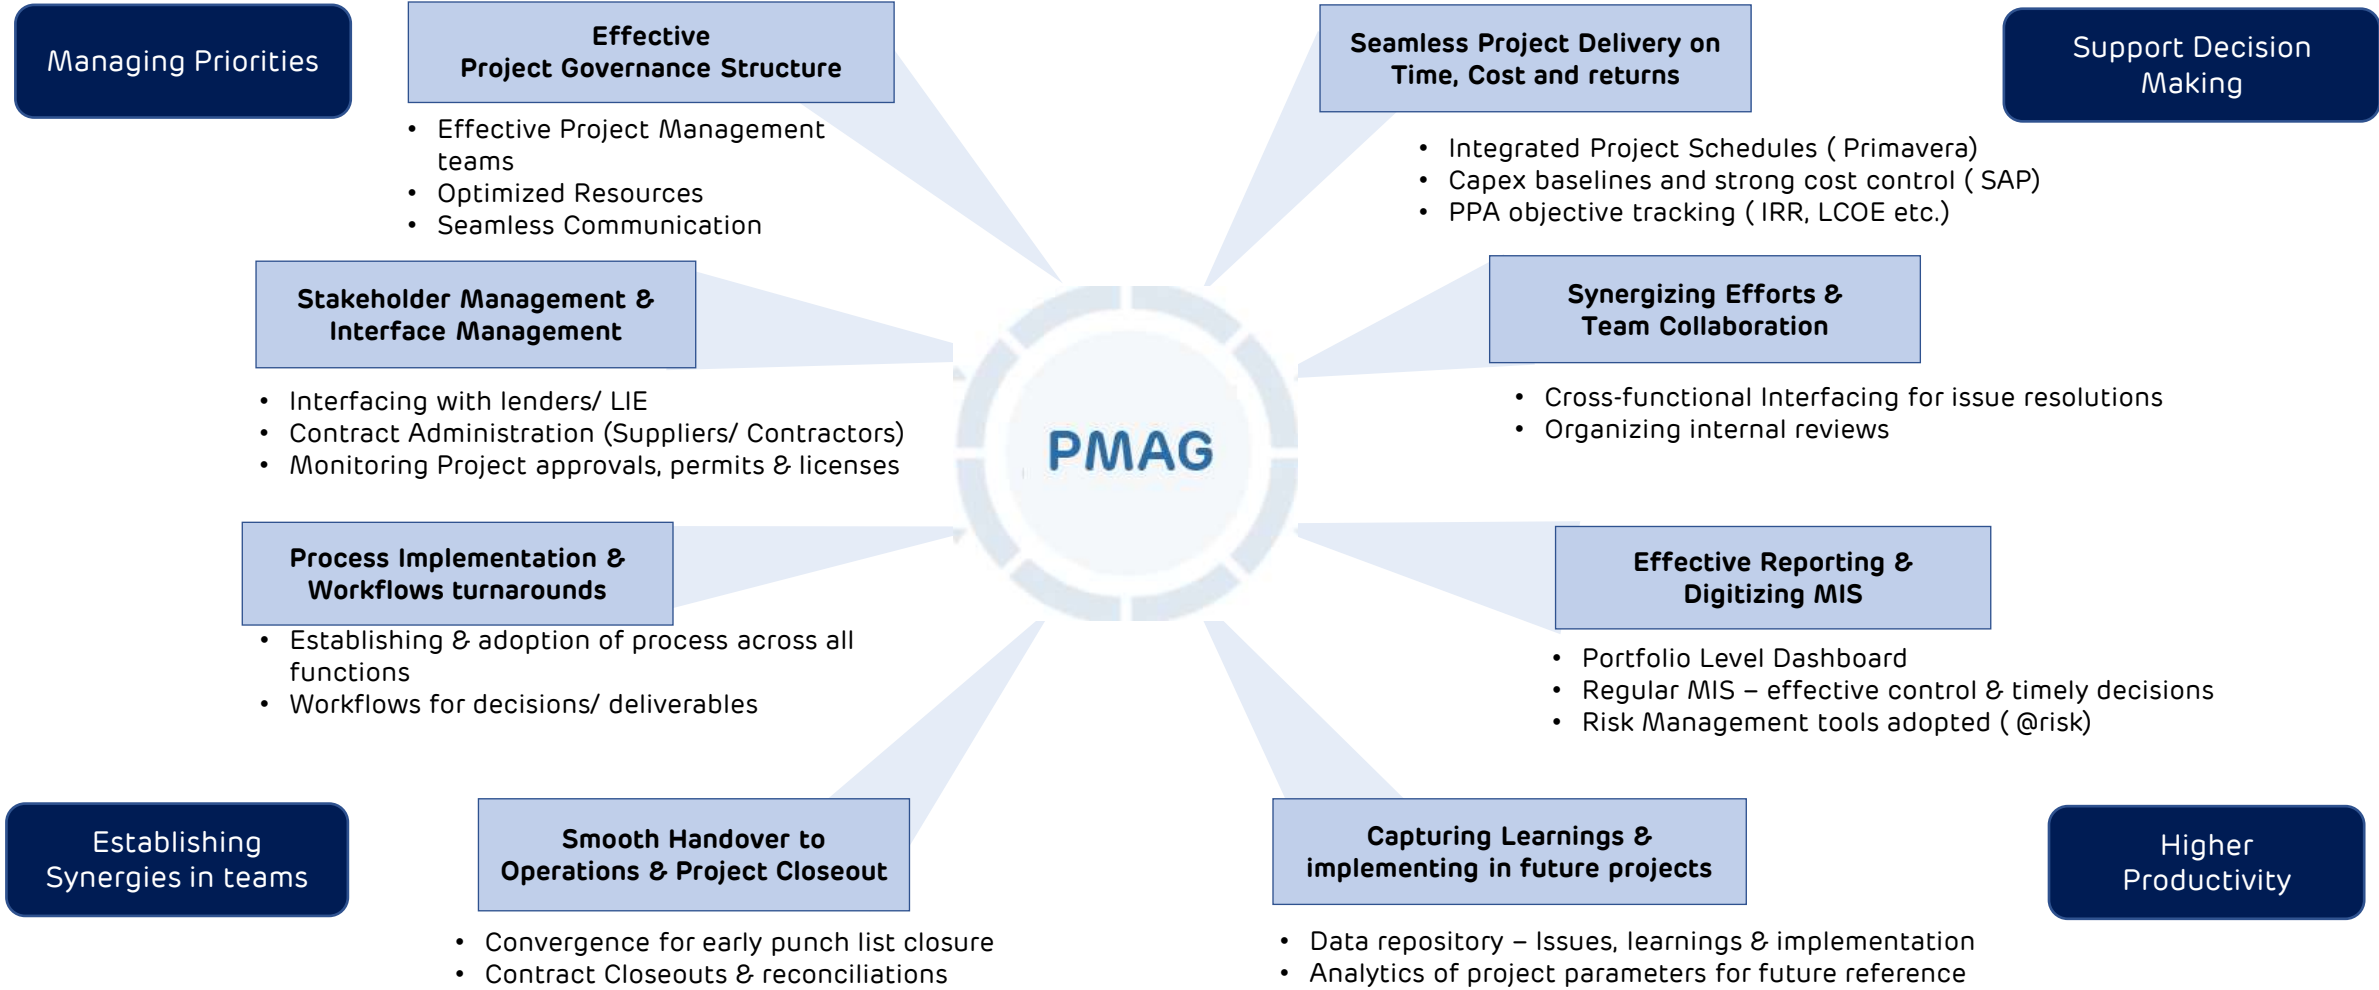 Managing Priorities
Effective
Project Governance Structure
• Effective Project Management
teams
• Optimized Resources
• Seamless Communication
Seamless Project Delivery on
Time, Cost and returns
• Integrated Project Schedules ( Primavera)
• Capex baselines and strong cost control ( SAP)
• PPA objective tracking ( IRR, LCOE etc.)
Support Decision
Making
Stakeholder Management &
Interface Management
• Interfacing with lenders/ LIE
• Contract Administration (Suppliers/ Contractors)
• Monitoring Project approvals, permits & licenses
Synergizing Efforts &
Team Collaboration
• Cross-functional Interfacing for issue resolutions
• Organizing internal reviews
PMAG
Process Implementation &
Workflows turnarounds
• Establishing & adoption of process across all
functions
• Workflows for decisions/ deliverables
Effective Reporting &
Digitizing MIS
• Portfolio Level Dashboard
• Regular MIS – effective control & timely decisions
• Risk Management tools adopted ( @risk)
Establishing
Synergies in teams
Smooth Handover to
Operations & Project Closeout
• Convergence for early punch list closure
• Contract Closeouts & reconciliations
Capturing Learnings &
implementing in future projects
• Data repository – Issues, learnings & implementation
• Analytics of project parameters for future reference
Higher
Productivity